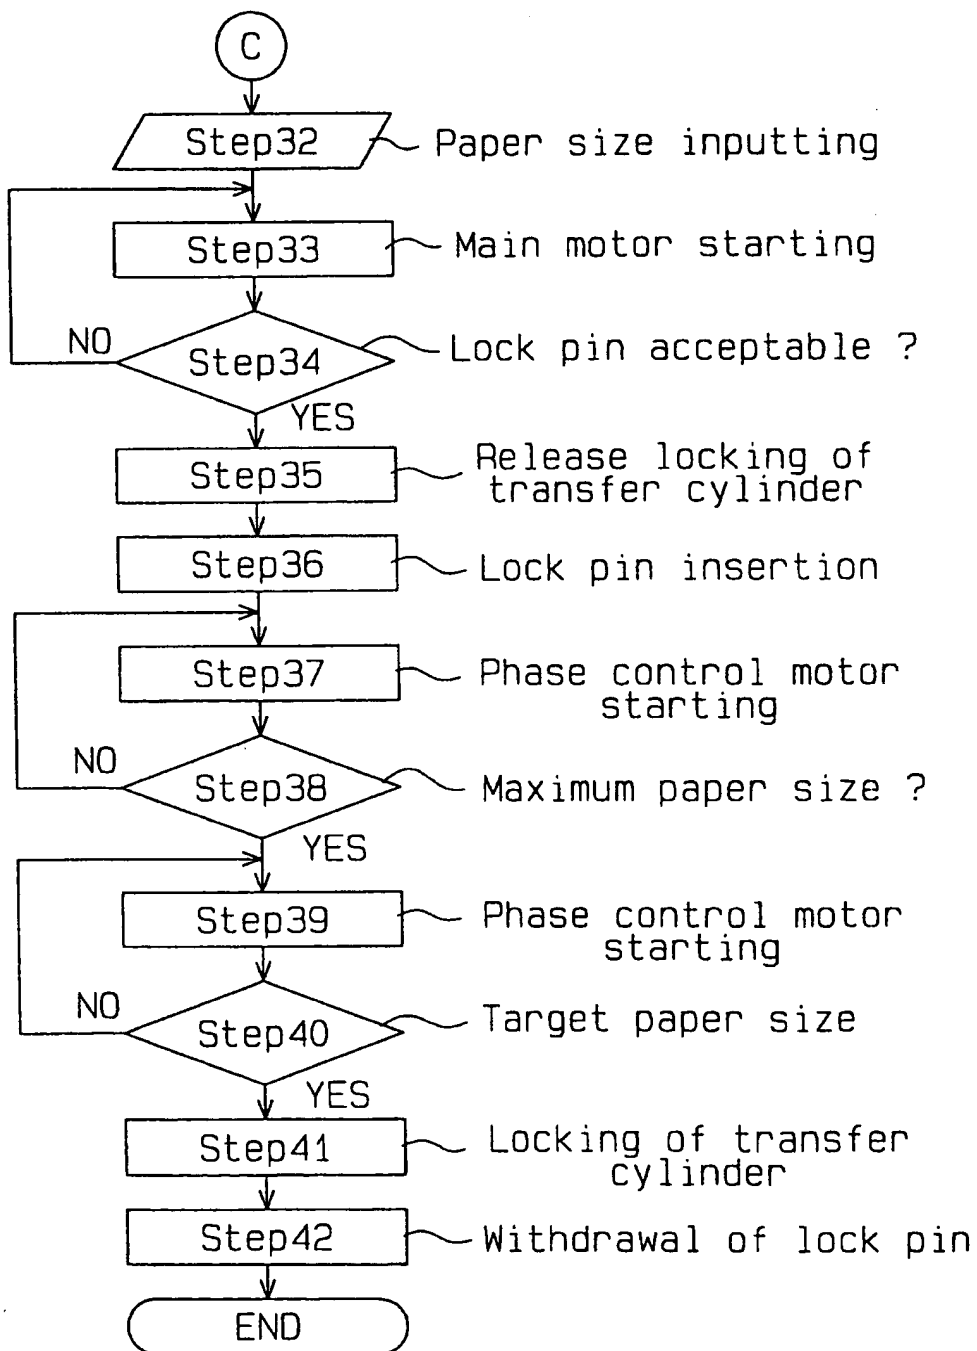 C
Step32
Paper size inputting
Step33
Main motor starting
NO
Step34
Lock pin acceptable ?
YES
Step35
Release locking of
transfer cylinder
Step36
Lock pin insertion
Step37
Phase control motor
starting
NO
Step38
Maximum paper size ?
YES
Step39
Phase control motor
starting
NO
Step40
Target paper size
YES
Step41
Locking of transfer
cylinder
Step42
Withdrawal of lock pin
END